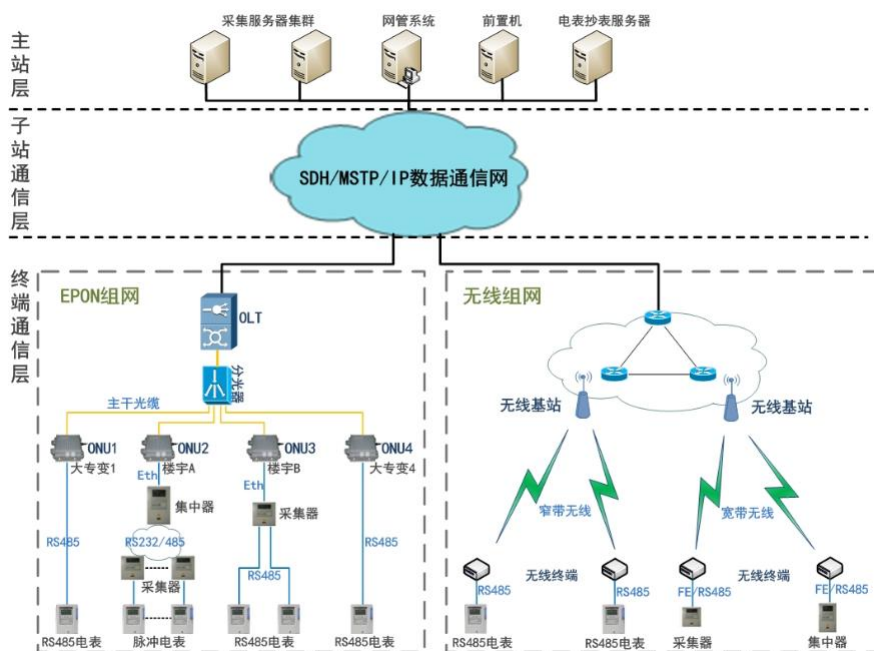 采集服务器集群
网管系统
前置机
电表抄表服务器
主站层
子站通信层
SDH/MSTP/IP数据通信网
终端通信层
EPON组网
OLT
分光器
主干光缆
ONU1
ONU2
ONU3
ONU4
大专变1
楼宇A
楼宇B
大专变4
Eth
Eth
集中器
采集器
RS485
RS232/485
RS485
RS485
采集器
RS485电表
脉冲电表
RS485电表
RS485电表
无线组网
无线基站
无线基站
窄带无线
宽带无线
无线终端
无线终端
RS485
RS485
FE/RS485
FE/RS485
RS485电表
RS485电表
采集器
集中器